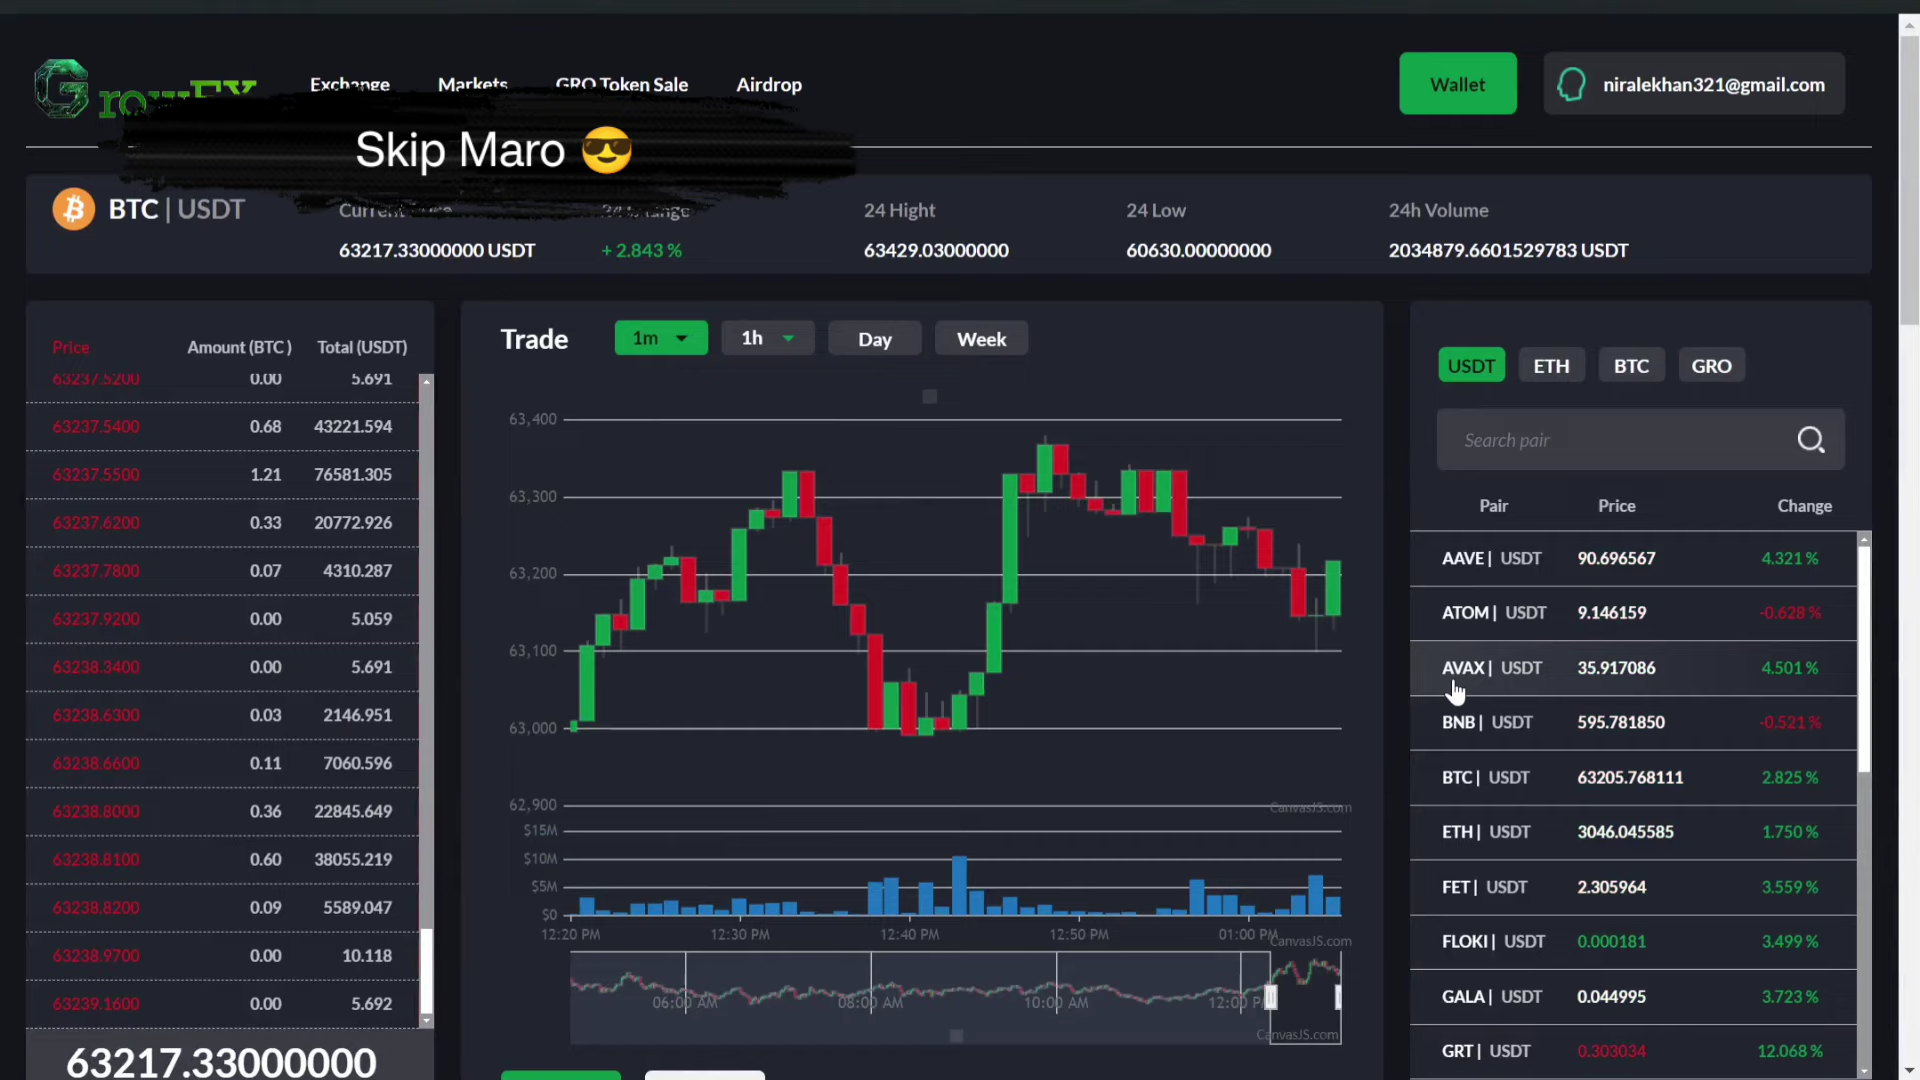 Exchange Markets GRO Token Sale Airdrop
Wallet niralekhan321@gmail.com
Skip Maro 😎
BTC | USDT
63217.33000000 USDT
+ 2.843 %
24 Hight
63429.03000000
24 Low
60630.00000000
24h Volume
2034879.6601529783 USDT
Price Amount (BTC ) Total (USDT)
63237.5200 0.00 5.691
63237.5400 0.68 43221.594
63237.5500 1.21 76581.305
63237.6200 0.33 20772.926
63237.7800 0.07 4310.287
63237.9200 0.00 5.059
63238.3400 0.00 5.691
63238.6300 0.03 2146.951
63238.6600 0.11 7060.596
63238.8000 0.36 22845.649
63238.8100 0.60 38055.219
63238.8200 0.09 5589.047
63238.9700 0.00 10.118
63239.1600 0.00 5.692
63217.33000000
Trade 1m 1h Day Week
63,400
63,300
63,200
63,100
63,000
62,900
CanvasJS.com
$15M
$10M
$5M
$0
12:20 PM 12:30 PM 12:40 PM 12:50 PM 01:00 PM
CanvasJS.com
06:00 AM 08:00 AM 10:00 AM 12:00
CanvasJS.com
USDT ETH BTC GRO
Search pair
Pair Price Change
AAVE | USDT 90.696567 4.321 %
ATOM | USDT 9.146159 -0.628 %
AVAX | USDT 35.917086 4.501 %
BNB | USDT 595.781850 -0.521 %
BTC | USDT 63205.768111 2.825 %
ETH | USDT 3046.045585 1.750 %
FET | USDT 2.305964 3.559 %
FLOKI | USDT 0.000181 3.499 %
GALA | USDT 0.044995 3.723 %
GRT | USDT 0.303034 12.068 %